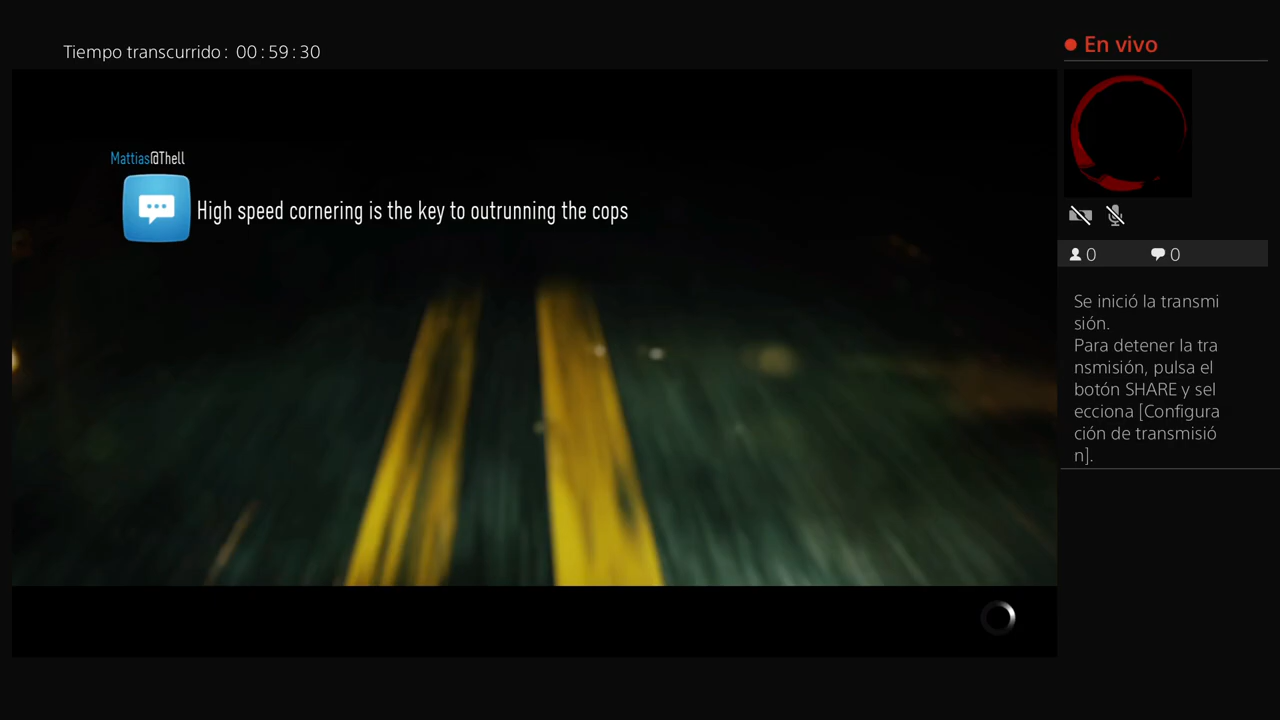 Tiempo transcurrido: 00:59:30
En vivo
Mattias@Thell
High speed cornering is the key to outrunning the cops
0 0
Se inició la transmi
sión.
Para detener la tra
nsmisión, pulsa el
botón SHARE y sel
ecciona [Configura
ción de transmisió
n].